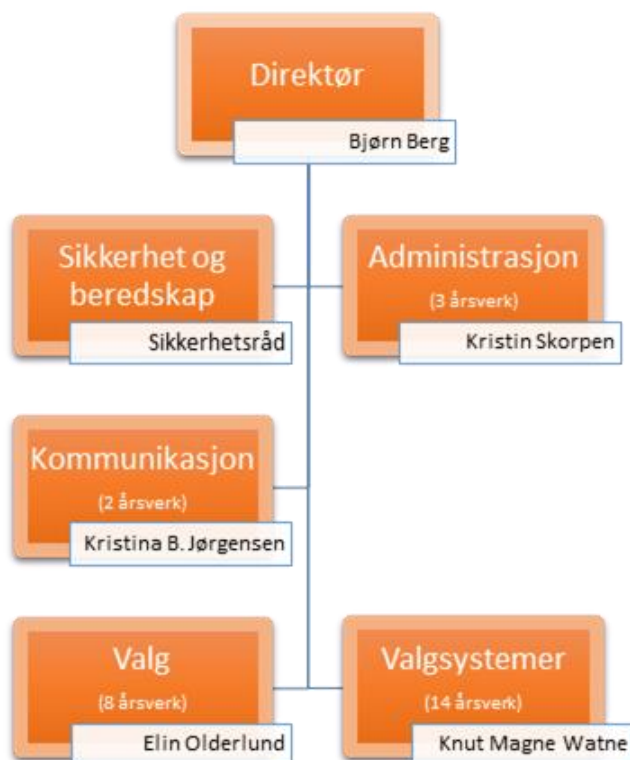 Direktør
Bjørn Berg
Sikkerhet og
beredskap
Sikkerhetsråd
Administrasjon
(3 årsverk)
Kristin Skorpen
Kommunikasjon
(2 årsverk)
Kristina B. Jørgensen
Valg
(8 årsverk)
Elin Olderlund
Valgsystemer
(14 årsverk)
Knut Magne Watne